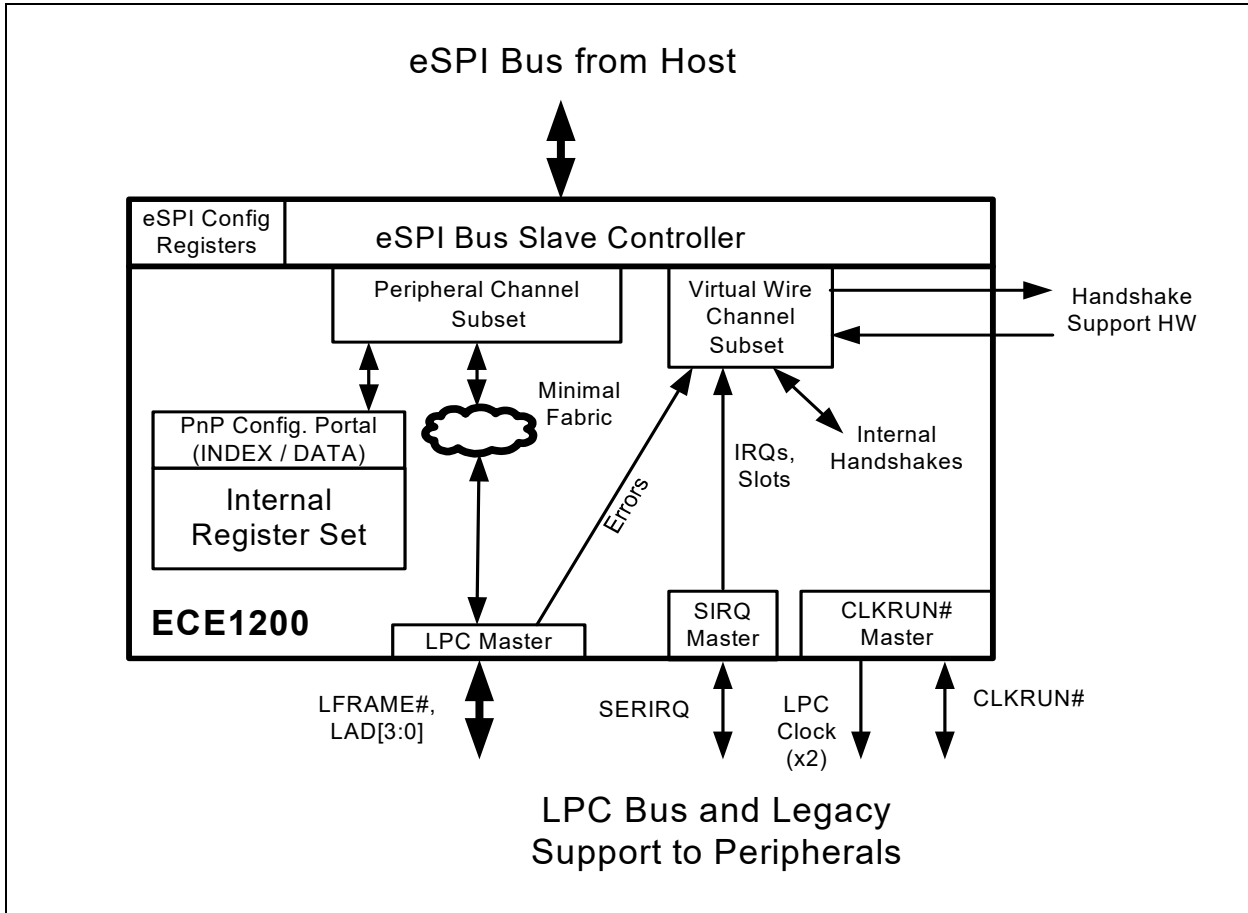 eSPI Bus from Host
eSPI Config
Registers
eSPI Bus Slave Controller
Peripheral Channel
Subset
Virtual Wire
Channel
Subset
Handshake
Support HW
Minimal
Fabric
PnP Config. Portal
(INDEX / DATA)
Internal
Register Set
IRQs,
Slots
Internal
Handshakes
Errors
ECE1200
LPC Master
SIRQ
Master
CLKRUN#
Master
LFRAME#,
LAD[3:0]
SERIRQ
LPC
Clock
(x2)
CLKRUN#
LPC Bus and Legacy
Support to Peripherals